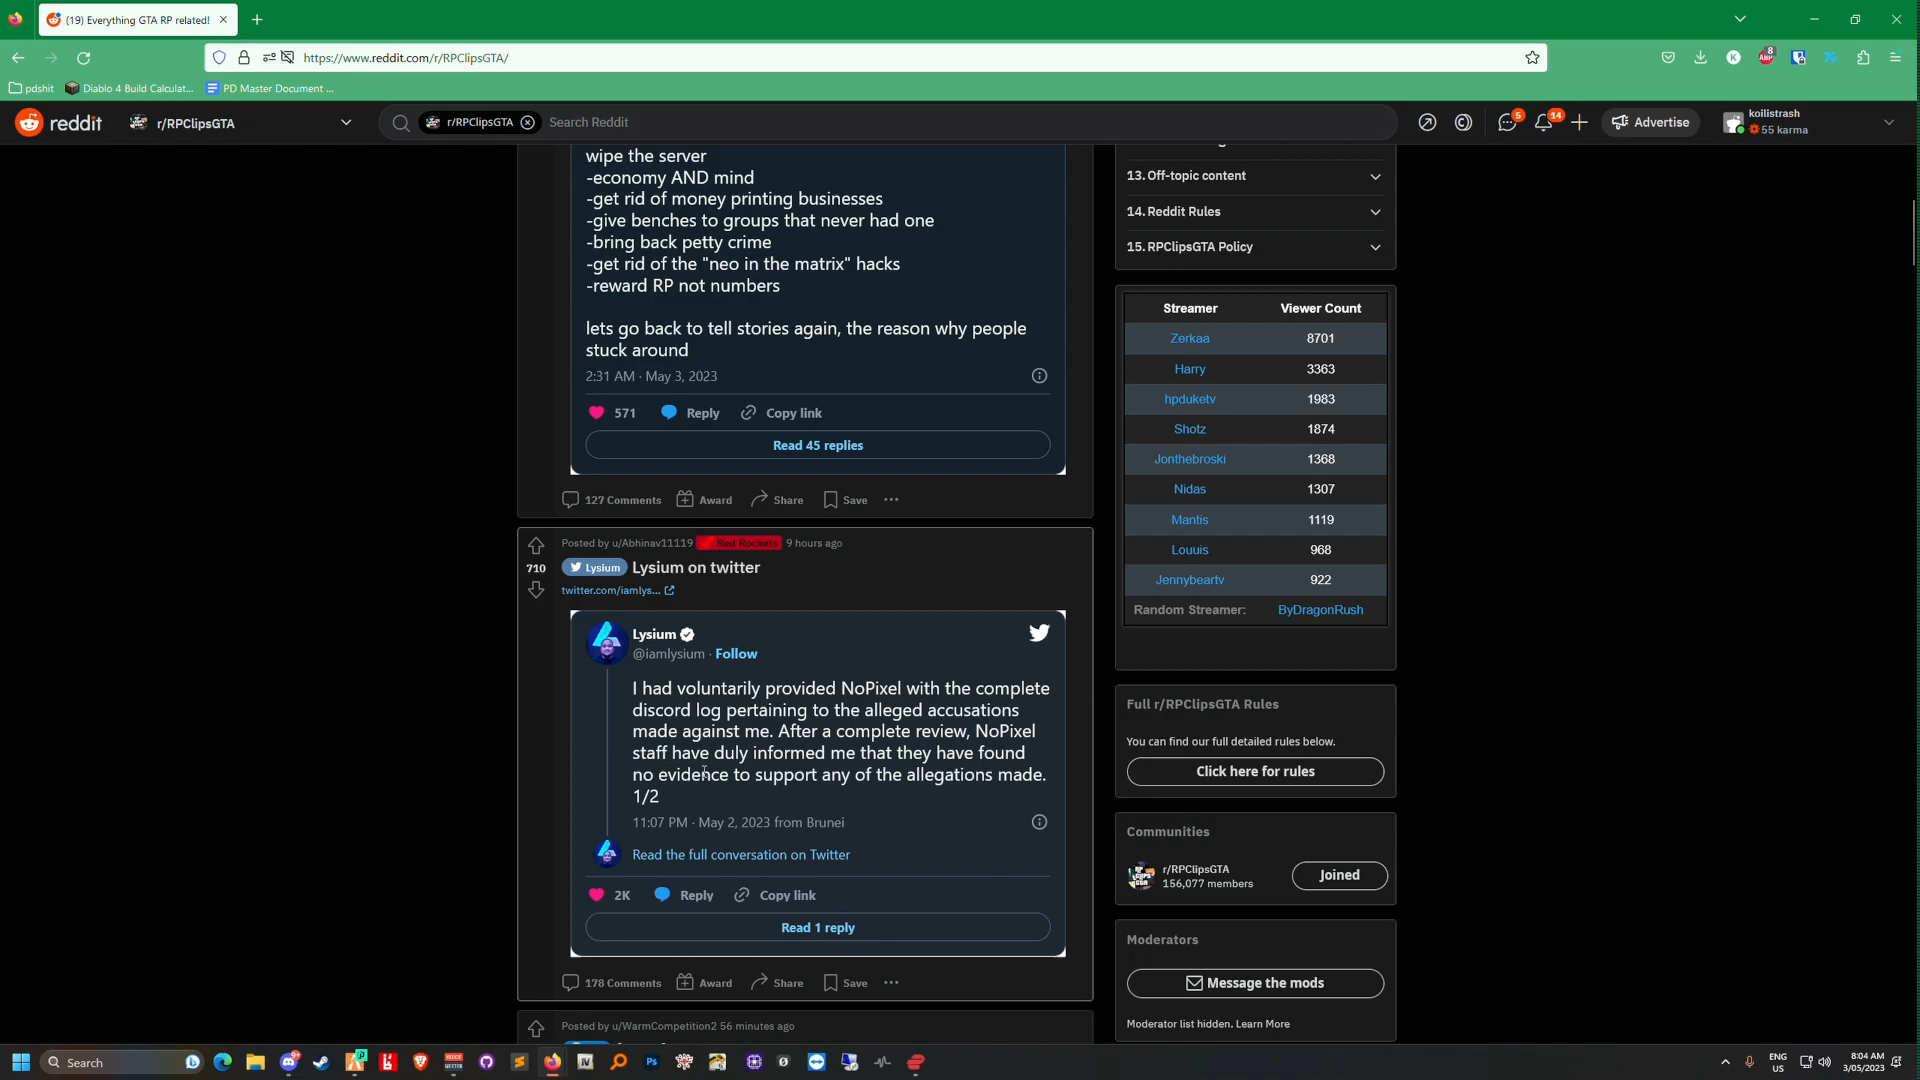 (19) Everything GTA RP related!
https://www.reddit.com/r/RPClipsGTA/
K
8
ABP
pdshit
Diablo 4 Build Calculat...
PD Master Document ...
reddit
r/RPClipsGTA
r/RPClipsGTA
Search Reddit
5
14
Advertise
koilistrash
55 karma
wipe the server
-economy AND mind
-get rid of money printing businesses
-give benches to groups that never had one
-bring back petty crime
-get rid of the "neo in the matrix" hacks
-reward RP not numbers
lets go back to tell stories again, the reason why people
stuck around
2:31 AM · May 3, 2023
571
Reply
Copy link
Read 45 replies
127 Comments
Award
Share
Save
Posted by u/Abhinav11119
Red Rockets
9 hours ago
710
Lysium
Lysium on twitter
twitter.com/iamlys...
Lysium
@iamlysium · Follow
I had voluntarily provided NoPixel with the complete
discord log pertaining to the alleged accusations
made against me. After a complete review, NoPixel
staff have duly informed me that they have found
no evidence to support any of the allegations made.
1/2
11:07 PM · May 2, 2023 from Brunei
Read the full conversation on Twitter
2K
Reply
Copy link
Read 1 reply
178 Comments
Award
Share
Save
Posted by u/WarmCompetition2 56 minutes ago
13. Off-topic content
14. Reddit Rules
15. RPClipsGTA Policy
Streamer Viewer Count
Zerkaa 8701
Harry 3363
hpduketv 1983
Shotz 1874
Jonthebroski 1368
Nidas 1307
Mantis 1119
Louuis 968
Jennybeartv 922
Random Streamer: ByDragonRush
Full r/RPClipsGTA Rules
You can find our full detailed rules below.
Click here for rules
Communities
r/RPClipsGTA
156,077 members
Joined
Moderators
Message the mods
Moderator list hidden. Learn More
Search
Ps
ENG
US
8:04 AM
3/05/2023